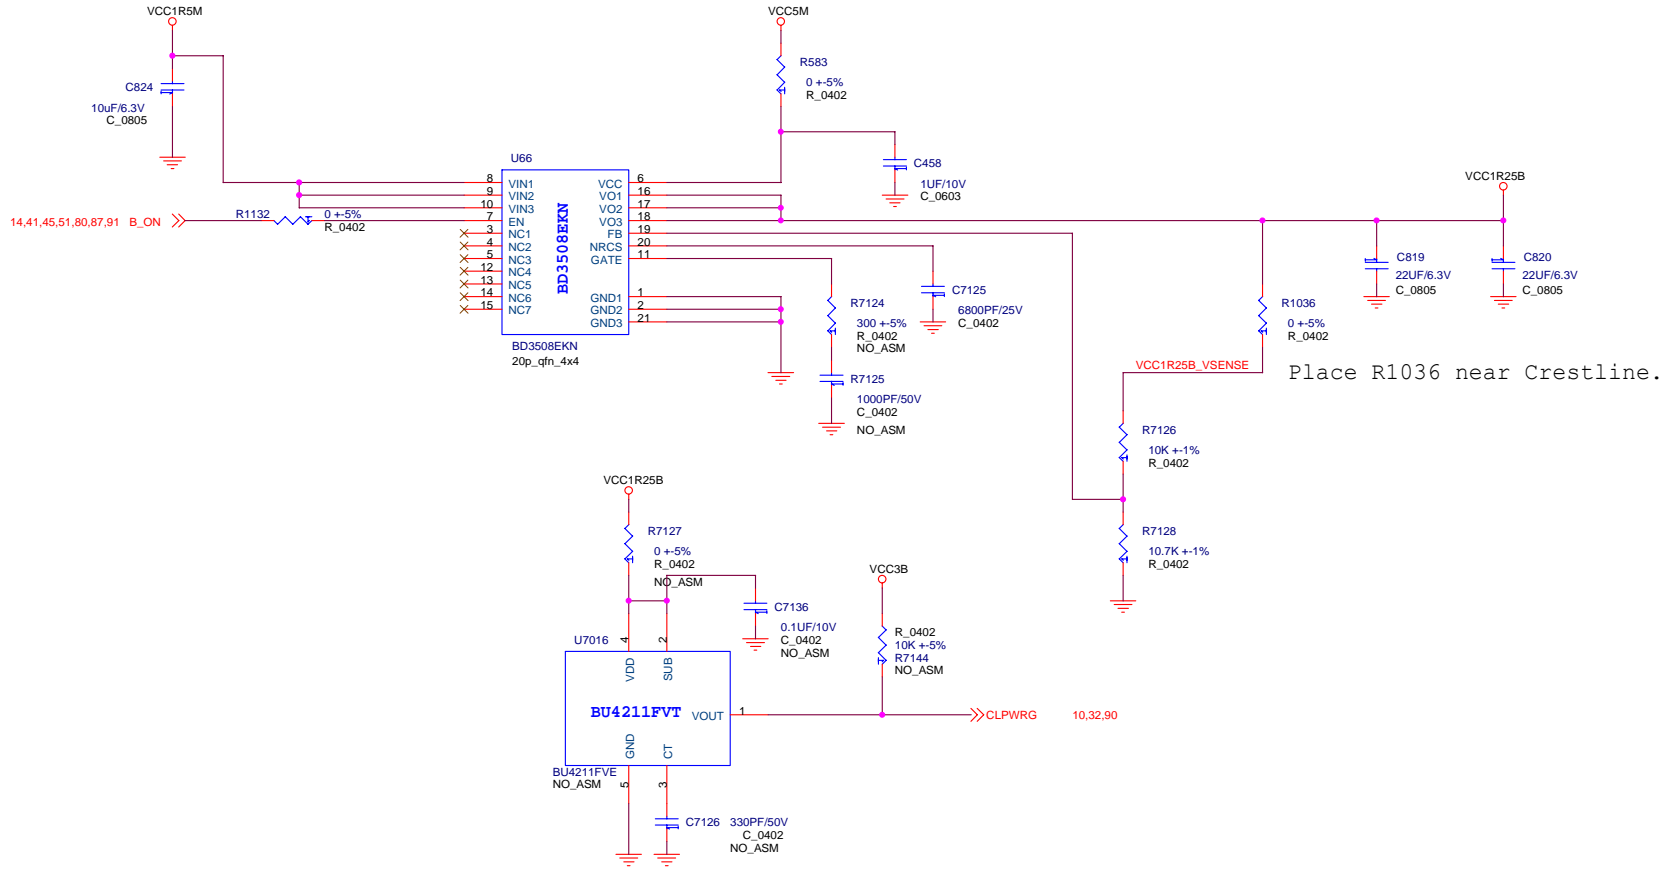 VCC1R5M
C824
10uF/6.3V
C_0805
VCC5M
R583
0 +-5%
R_0402
C458
1UF/10V
C_0603
14,41,45,51,80,87,91 B_ON
R1132
0 +-5%
R_0402
U66
BD3508EKN
8 VIN1
9 VIN2
10 VIN3
7 EN
3 NC1
4 NC2
5 NC3
12 NC4
13 NC5
14 NC6
15 NC7
VCC 6
VO1 16
VO2 17
VO3 18
FB 19
NRCS 20
GATE 11
GND1 1
GND2 2
GND3 21
BD3508EKN
20p_qfn_4x4
R7124
300 +-5%
R_0402
NO_ASM
C7125
6800PF/25V
C_0402
R7125
1000PF/50V
C_0402
NO_ASM
VCC1R25B
C819
22UF/6.3V
C_0805
C820
22UF/6.3V
C_0805
R1036
0 +-5%
R_0402
VCC1R25B_VSENSE
Place R1036 near Crestline.
R7126
10K +-1%
R_0402
R7128
10.7K +-1%
R_0402
VCC1R25B
R7127
0 +-5%
R_0402
NO_ASM
C7136
0.1UF/10V
C_0402
NO_ASM
VCC3B
R_0402
10K +-5%
R7144
NO_ASM
U7016
4
2
VDD
SUB
BU4211FVT
VOUT 1
CLPWRG 10,32,90
GND
CT
BU4211FVE
NO_ASM
5
3
C7126 330PF/50V
C_0402
NO_ASM